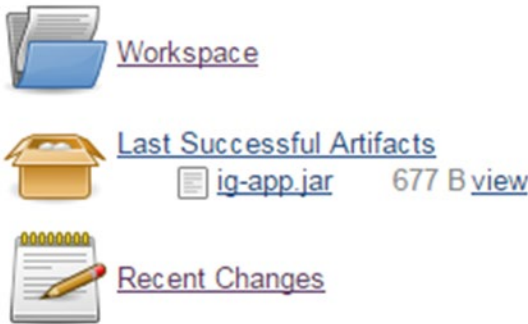 Workspace
Last Successful Artifacts
ig-app.jar 677 B view
Recent Changes